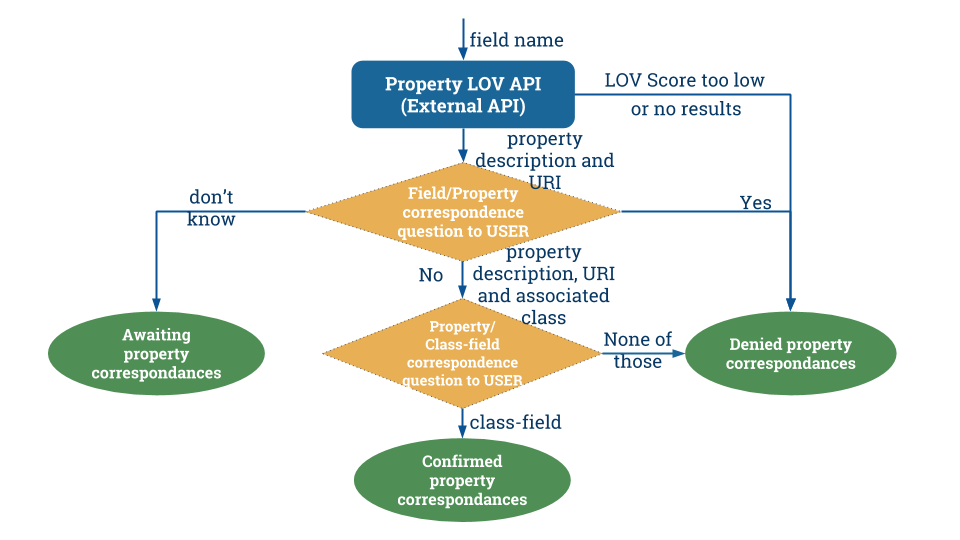 field name
Property LOV API
(External API)
LOV Score too low
or no results
property
description and
URI
Field/Property
correspondence
question to USER
don't
know
Yes
No
property
description, URI
and associated
class
Property/
Class-field
correspondence
question to USER
None of
those
Awaiting
property
correspondances
Denied property
correspondances
class-field
Confirmed
property
correspondances